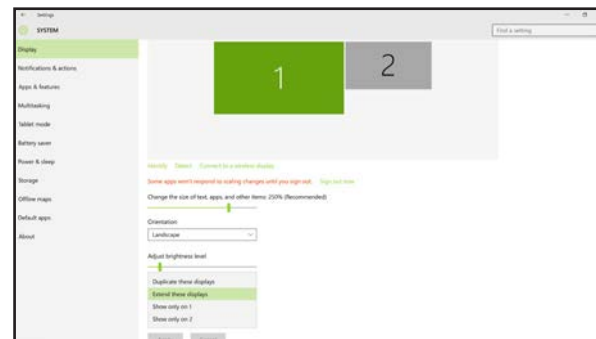 Settings
SYSTEM
Find a setting
Display
Notifications & actions
Apps & features
Multitasking
Tablet mode
Battery saver
Power & sleep
Storage
Offline maps
Default apps
About
1
2
Identify Detect Connect to a wireless display
Some apps won't respond to scaling changes until you sign out. Sign out now
Change the size of text, apps, and other items: 250% (Recommended)
Orientation
Landscape
Adjust brightness level
Duplicate these displays
Extend these displays
Show only on 1
Show only on 2